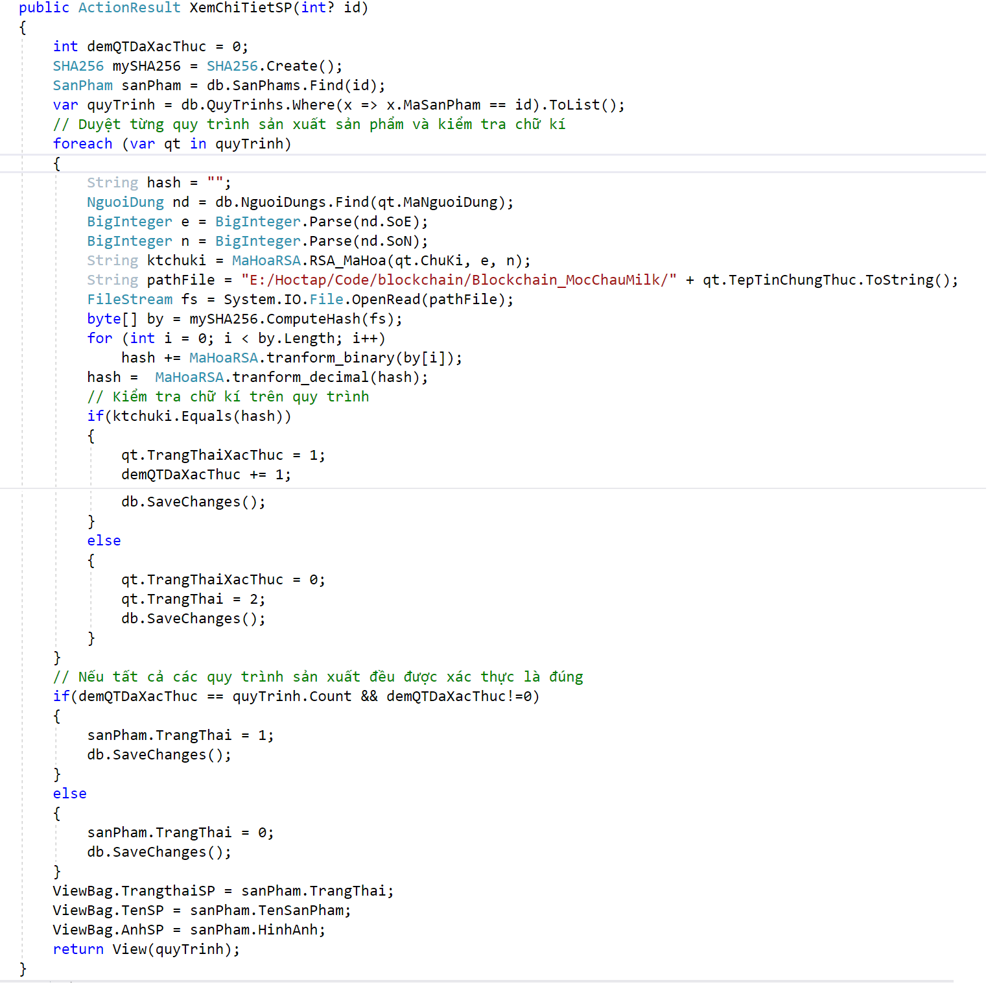 public ActionResult XemChiTietSP(int? id)
{
int demQTDaXacThuc = 0;
SHA256 mySHA256 = SHA256.Create();
SanPham sanPham = db.SanPhams.Find(id);
var quyTrinh = db.QuyTrinhs.Where(x => x.MaSanPham == id).ToList();
// Duyệt từng quy trình sản xuất sản phẩm và kiểm tra chữ kí
foreach (var qt in quyTrinh)
{
String hash = "";
NguoiDung nd = db.NguoiDungs.Find(qt.MaNguoiDung);
BigInteger e = BigInteger.Parse(nd.SoE);
BigInteger n = BigInteger.Parse(nd.SoN);
String ktchuki = MaHoaRSA.RSA_MaHoa(qt.ChuKi, e, n);
String pathFile = "E:/Hoctap/Code/blockchain/Blockchain_MocChauMilk/" + qt.TepTinChungThuc.ToString();
FileStream fs = System.IO.File.OpenRead(pathFile);
byte[] by = mySHA256.ComputeHash(fs);
for (int i = 0; i < by.Length; i++)
hash += MaHoaRSA.tranform_binary(by[i]);
hash =  MaHoaRSA.tranform_decimal(hash);
// Kiểm tra chữ kí trên quy trình
if(ktchuki.Equals(hash))
{
qt.TrangThaiXacThuc = 1;
demQTDaXacThuc += 1;
db.SaveChanges();
}
else
{
qt.TrangThaiXacThuc = 0;
qt.TrangThai = 2;
db.SaveChanges();
}
}
// Nếu tất cả các quy trình sản xuất đều được xác thực là đúng
if(demQTDaXacThuc == quyTrinh.Count && demQTDaXacThuc!=0)
{
sanPham.TrangThai = 1;
db.SaveChanges();
}
else
{
sanPham.TrangThai = 0;
db.SaveChanges();
}
ViewBag.TrangthaiSP = sanPham.TrangThai;
ViewBag.TenSP = sanPham.TenSanPham;
ViewBag.AnhSP = sanPham.HinhAnh;
return View(quyTrinh);
}